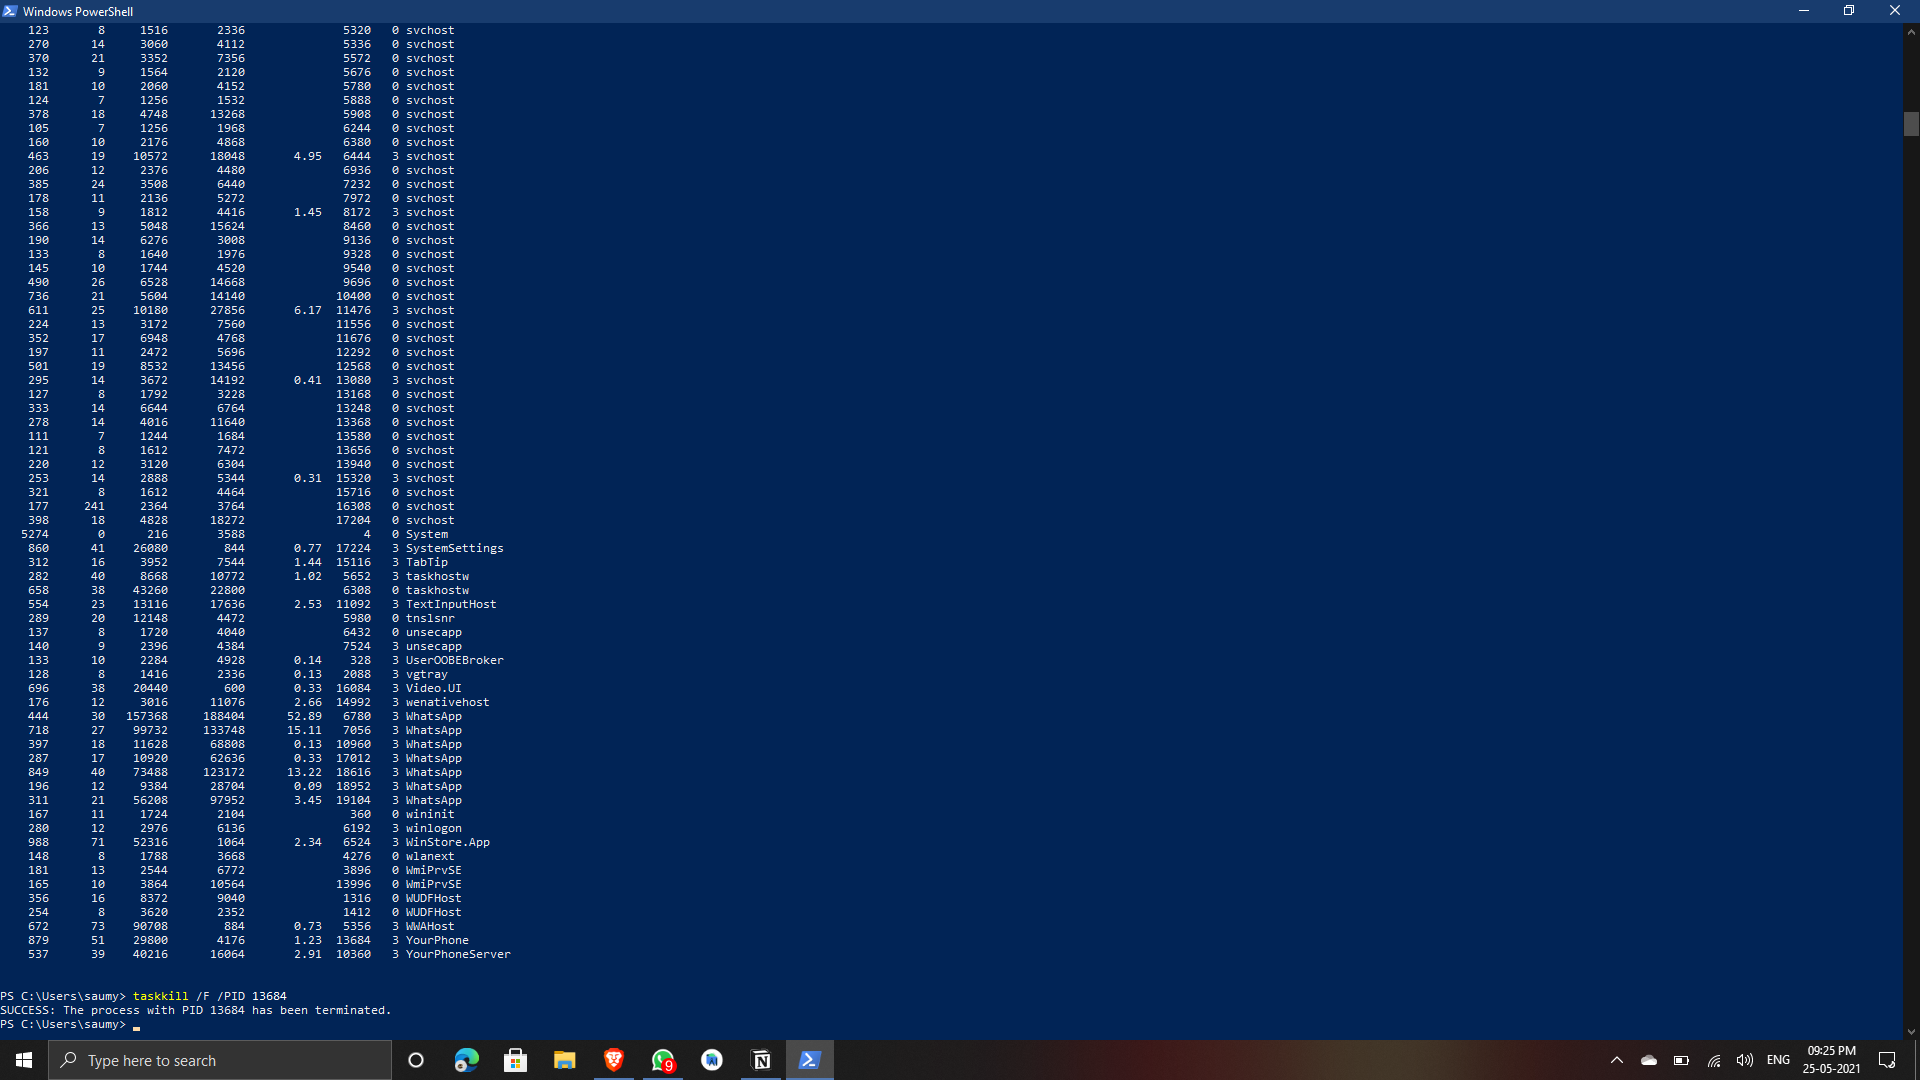 Windows PowerShell
123 8 1516 2336 5320 0 svchost
270 14 3060 4112 5336 0 svchost
370 21 3352 7356 5572 0 svchost
132 9 1564 2120 5676 0 svchost
181 10 2060 4152 5780 0 svchost
124 7 1256 1532 5888 0 svchost
378 18 4748 13268 5908 0 svchost
105 7 1256 1968 6244 0 svchost
160 10 2176 4868 6380 0 svchost
463 19 10572 18048 4.95 6444 3 svchost
206 12 2376 4480 6936 0 svchost
385 24 3508 6440 7232 0 svchost
178 11 2136 5272 7972 0 svchost
158 9 1812 4416 1.45 8172 3 svchost
366 13 5048 15624 8460 0 svchost
190 14 6276 3008 9136 0 svchost
133 8 1640 1976 9328 0 svchost
145 10 1744 4520 9540 0 svchost
490 26 6528 14668 9696 0 svchost
736 21 5604 14140 10400 0 svchost
611 25 10180 27856 6.17 11476 3 svchost
224 13 3172 7560 11556 0 svchost
352 17 6948 4768 11676 0 svchost
197 11 2472 5696 12292 0 svchost
501 19 8532 13456 12568 0 svchost
295 14 3672 14192 0.41 13080 3 svchost
127 8 1792 3228 13168 0 svchost
333 14 6644 6764 13248 0 svchost
278 14 4016 11640 13368 0 svchost
111 7 1244 1684 13580 0 svchost
121 8 1612 7472 13656 0 svchost
220 12 3120 6304 13940 0 svchost
253 14 2888 5344 0.31 15320 3 svchost
321 8 1612 4464 15716 0 svchost
177 241 2364 3764 16308 0 svchost
398 18 4828 18272 17204 0 svchost
5274 0 216 3588 4 0 System
860 41 26080 844 0.77 17224 3 SystemSettings
312 16 3952 7544 1.44 15116 3 TabTip
282 40 8668 10772 1.02 5652 3 taskhostw
658 38 43260 22800 6308 0 taskhostw
554 23 13116 17636 2.53 11092 3 TextInputHost
289 20 12148 4472 5980 0 tnslsnr
137 8 1720 4040 6432 0 unsecapp
140 9 2396 4384 7524 3 unsecapp
133 10 2284 4928 0.14 328 3 UserOOBEBroker
128 8 1416 2336 0.13 2088 3 vgtray
696 38 20440 600 0.33 16084 3 Video.UI
176 12 3016 11076 2.66 14992 3 wenativehost
444 30 157368 188404 52.89 6780 3 WhatsApp
718 27 99732 133748 15.11 7056 3 WhatsApp
397 18 11628 68808 0.13 10960 3 WhatsApp
287 17 10920 62636 0.33 17012 3 WhatsApp
849 40 73488 123172 13.22 18616 3 WhatsApp
196 12 9384 28704 0.09 18952 3 WhatsApp
311 21 56208 97952 3.45 19104 3 WhatsApp
167 11 1724 2104 360 0 wininit
280 12 2976 6136 6192 3 winlogon
988 71 52316 1064 2.34 6524 3 WinStore.App
148 8 1788 3668 4276 0 wlanext
181 13 2544 6772 3896 0 WmiPrvSE
165 10 3864 10564 13996 0 WmiPrvSE
356 16 8372 9040 1316 0 WUDFHost
254 8 3620 2352 1412 0 WUDFHost
672 73 90708 884 0.73 5356 3 WWAHost
879 51 29800 4176 1.23 13684 3 YourPhone
537 39 40216 16064 2.91 10360 3 YourPhoneServer
PS C:\Users\saumy> taskkill /F /PID 13684
SUCCESS: The process with PID 13684 has been terminated.
PS C:\Users\saumy>
Type here to search
9
ENG
09:25 PM
25-05-2021